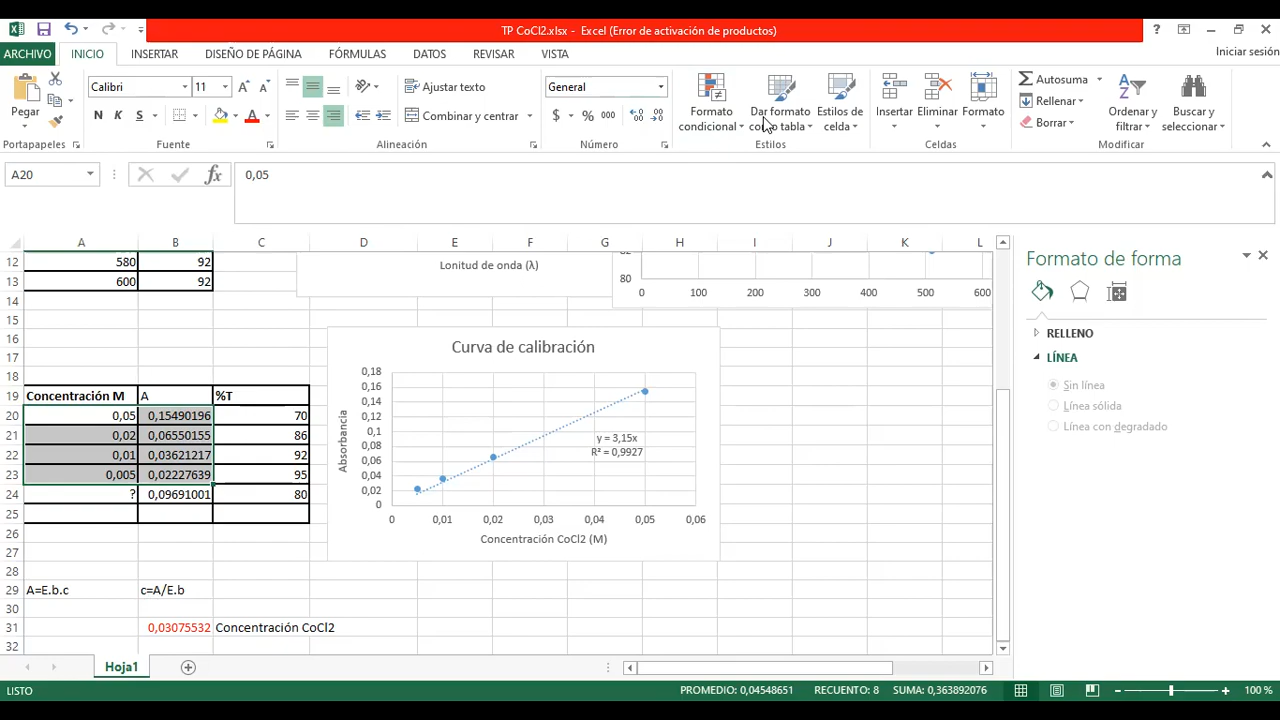 TP CoCl2.xlsx - Excel (Error de activación de productos)
ARCHIVO INICIO INSERTAR DISEÑO DE PÁGINA FÓRMULAS DATOS REVISAR VISTA Iniciar sesión
Pegar
Calibri 11
N K S
Ajustar texto
Combinar y centrar
General
$ % 000
Formato condicional
Dar formato como tabla
Estilos de celda
Insertar
Eliminar
Formato
Autosuma
Rellenar
Borrar
Ordenar y filtrar
Buscar y seleccionar
Portapapeles Fuente Alineación Número Estilos Celdas Modificar
A20 fx 0,05
A B C D E F G H I J K L
12 580 92
13 600 92
14
15
16
17
18
19 Concentración M A %T
20 0,05 0,15490196 70
21 0,02 0,06550155 86
22 0,01 0,03621217 92
23 0,005 0,02227639 95
24 ? 0,09691001 80
25
26
27
28
29 A=E.b.c c=A/E.b
30
31 0,03075532 Concentración CoCl2
32
Lonitud de onda (λ)
80
0 100 200 300 400 500 600
Curva de calibración
Absorbancia
0,18
0,16
0,14
0,12
0,1
0,08
0,06
0,04
0,02
0
y = 3,15x
R² = 0,9927
0 0,01 0,02 0,03 0,04 0,05 0,06
Concentración CoCl2 (M)
Formato de forma
RELLENO
LÍNEA
Sin línea
Línea sólida
Línea con degradado
Hoja1
LISTO PROMEDIO: 0,04548651 RECUENTO: 8 SUMA: 0,363892076 100 %